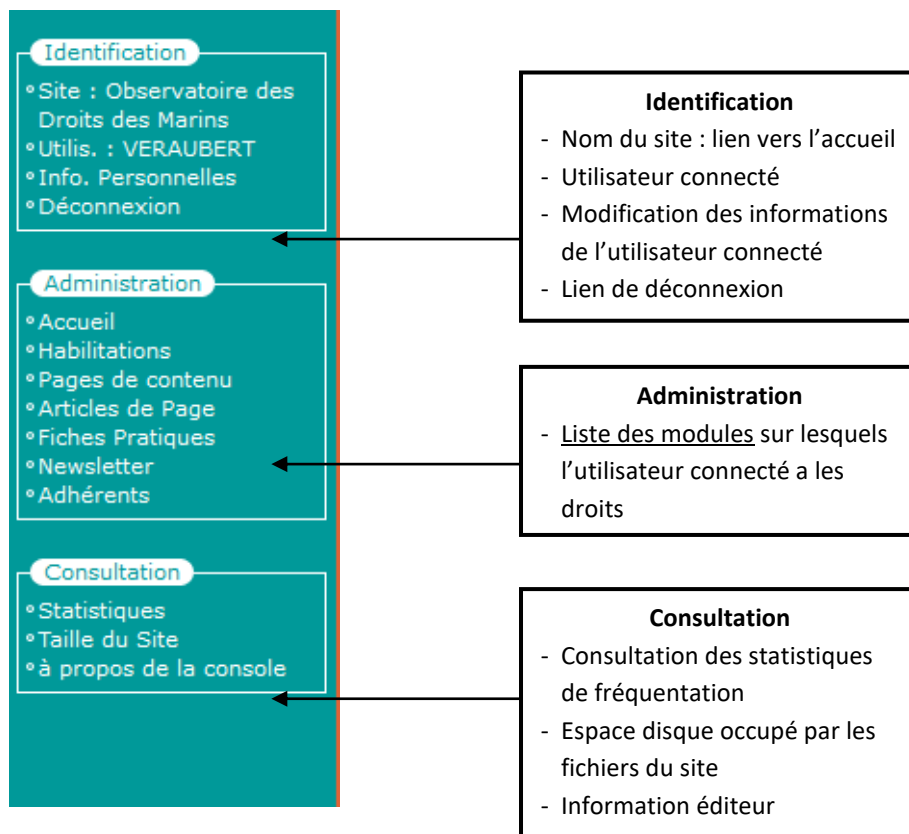 Identification
Site : Observatoire des
Droits des Marins
Utilis. : VERAUBERT
Info. Personnelles
Déconnexion
Administration
Accueil
Habilitations
Pages de contenu
Articles de Page
Fiches Pratiques
Newsletter
Adhérents
Consultation
Statistiques
Taille du Site
à propos de la console
Identification
- Nom du site : lien vers l’accueil
- Utilisateur connecté
- Modification des informations
de l’utilisateur connecté
- Lien de déconnexion
Administration
- Liste des modules sur lesquels
l’utilisateur connecté a les
droits
Consultation
- Consultation des statistiques
de fréquentation
- Espace disque occupé par les
fichiers du site
- Information éditeur